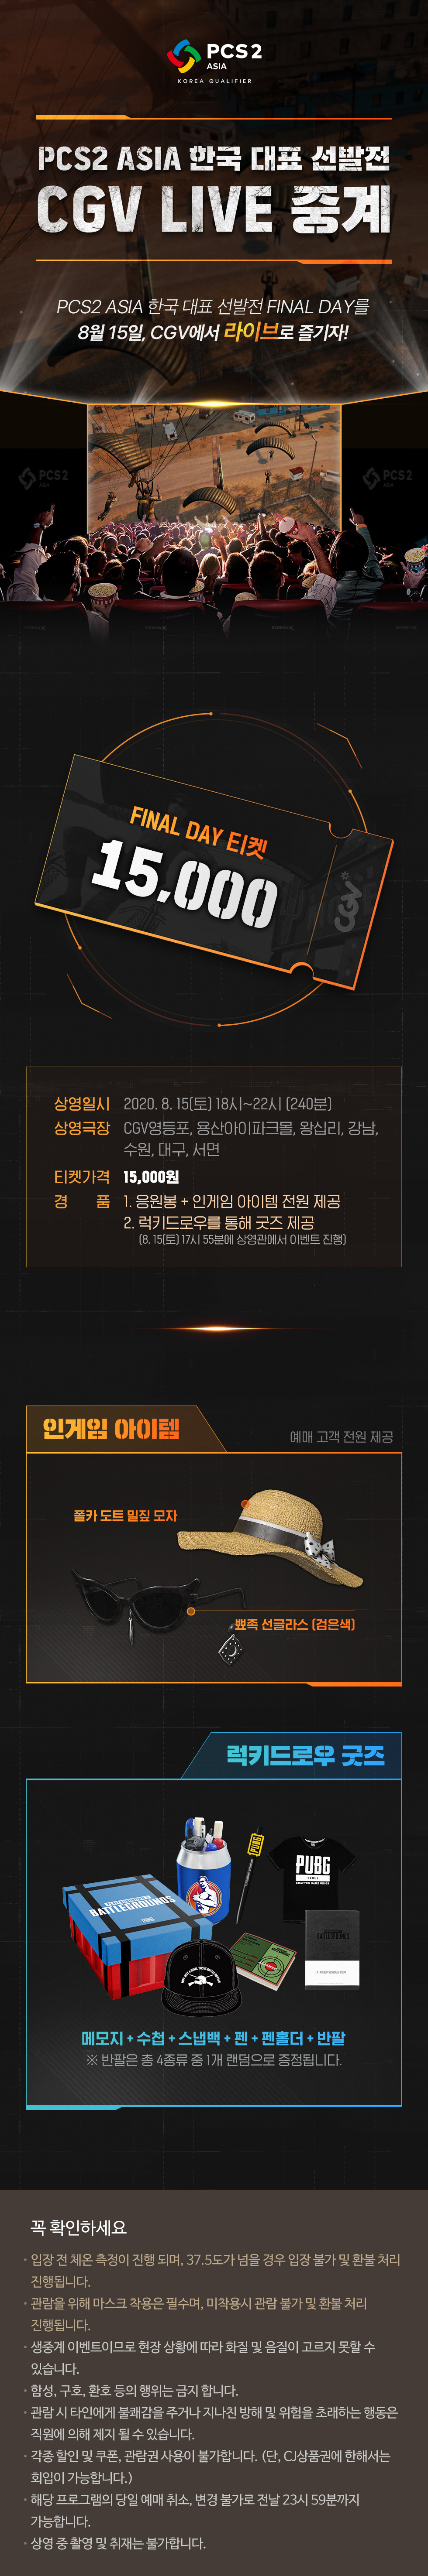 PCS 2
ASIA
KOREA QUALIFIER
PCS2 ASIA 한국 대표 선발전
CGV LIVE 중계
PCS2 ASIA 한국 대표 선발전 FINAL DAY를
8월 15일, CGV에서 라이브로 즐기자!
PCS 2
ASIA
PCS 2
ASIA
FINAL DAY 티켓
15,000
CGV
상영일시 2020. 8. 15(토) 18시~22시 (240분)
상영극장 CGV영등포, 용산아이파크몰, 왕십리, 강남,
수원, 대구, 서면
티켓가격 15,000원
경 품 1. 응원봉 + 인게임 아이템 전원 제공
2. 럭키드로우를 통해 굿즈 제공
(8. 15(토) 17시 55분에 상영관에서 이벤트 진행)
인게임 아이템
예매 고객 전원 제공
폴카 도트 밀짚 모자
뾰족 선글라스 (검은색)
럭키드로우 굿즈
PUBG
PUBG
BATTLEGROUNDS
BATTLEGROUNDS
메모지 + 수첩 + 스냅백 + 펜 + 펜홀더 + 반팔
※ 반팔은 총 4종류 중 1개 랜덤으로 증정됩니다.
꼭 확인하세요
· 입장 전 체온 측정이 진행 되며, 37.5도가 넘을 경우 입장 불가 및 환불 처리
진행됩니다.
· 관람을 위해 마스크 착용은 필수며, 미착용시 관람 불가 및 환불 처리
진행됩니다.
· 생중계 이벤트이므로 현장 상황에 따라 화질 및 음질이 고르지 못할 수
있습니다.
· 함성, 구호, 환호 등의 행위는 금지 합니다.
· 관람 시 타인에게 불쾌감을 주거나 지나친 방해 및 위험을 초래하는 행동은
직원에 의해 제지 될 수 있습니다.
· 각종 할인 및 쿠폰, 관람권 사용이 불가합니다. (단, CJ상품권에 한해서는
회입이 가능합니다.)
· 해당 프로그램의 당일 예매 취소, 변경 불가로 전날 23시 59분까지
가능합니다.
· 상영 중 촬영 및 취재는 불가합니다.